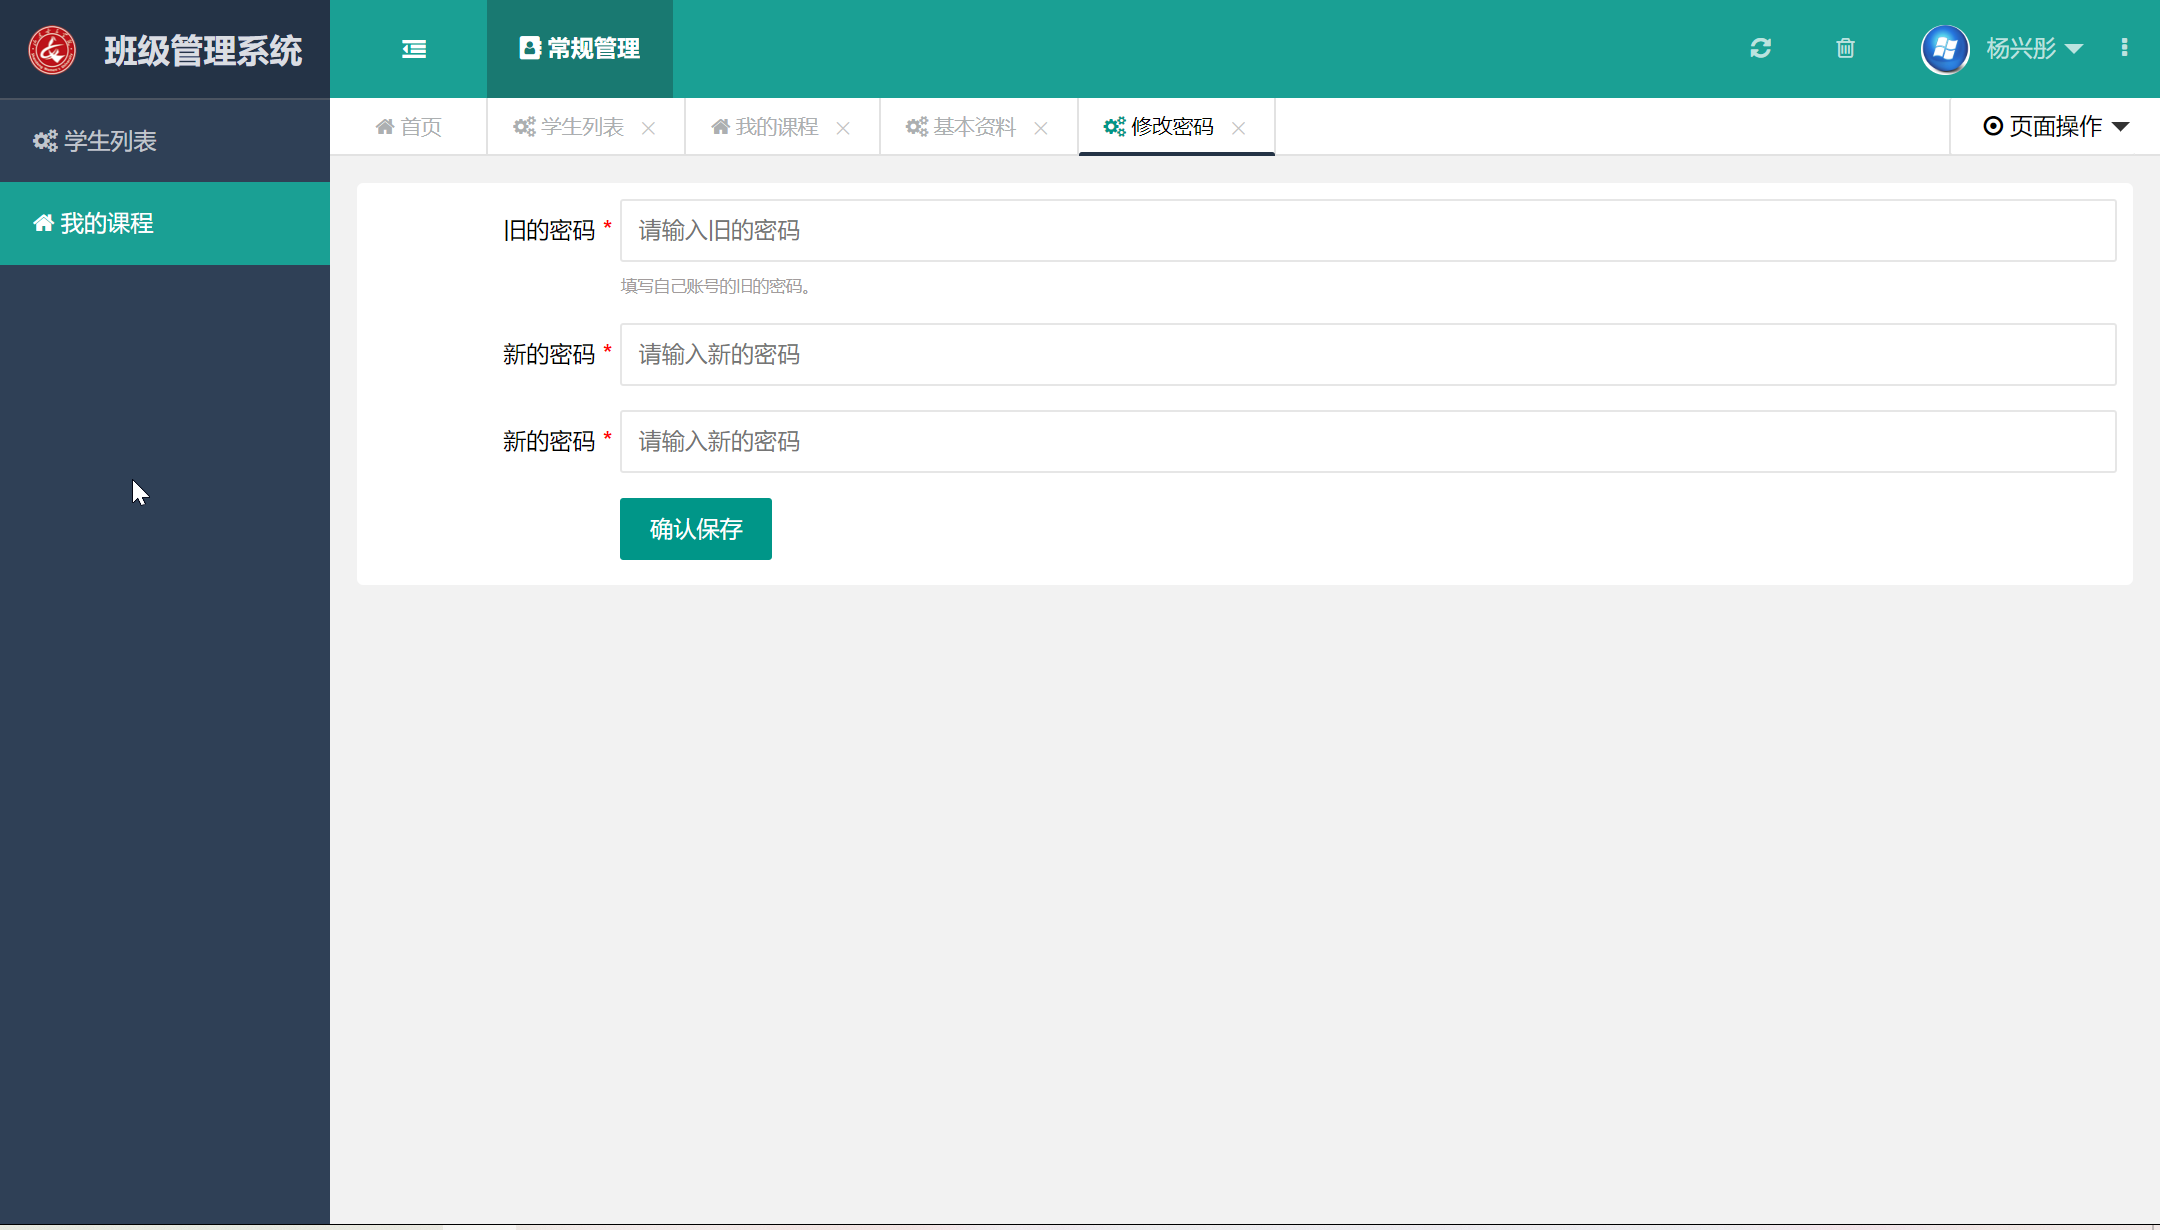 班级管理系统
常规管理
杨兴彤
学生列表
我的课程
首页
学生列表
我的课程
基本资料
修改密码
页面操作
旧的密码 *
请输入旧的密码
填写自己账号的旧的密码。
新的密码 *
请输入新的密码
新的密码 *
请输入新的密码
确认保存